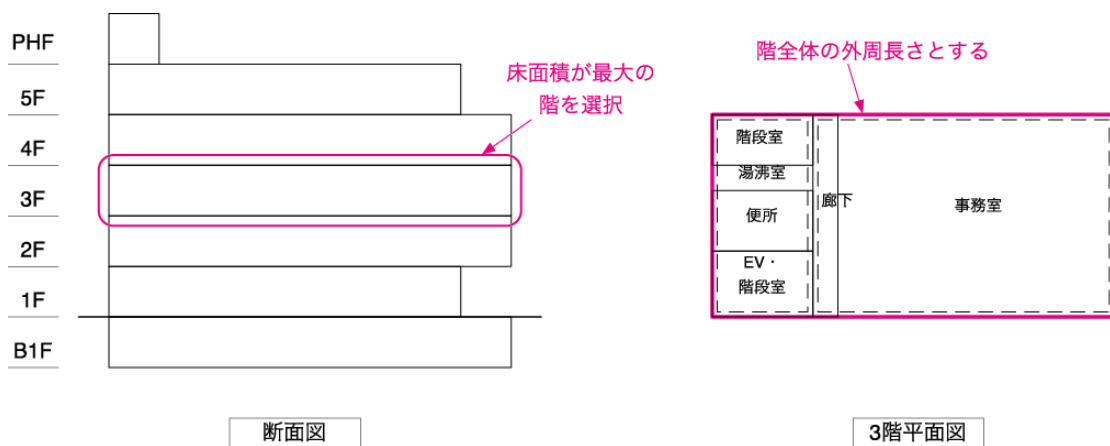 PHF
5F
4F
3F
2F
1F
B1F
床面積が最大の
階を選択
断面図
階全体の外周長さとする
階段室
湯沸室
便所
EV・
階段室
廊下
事務室
3階平面図